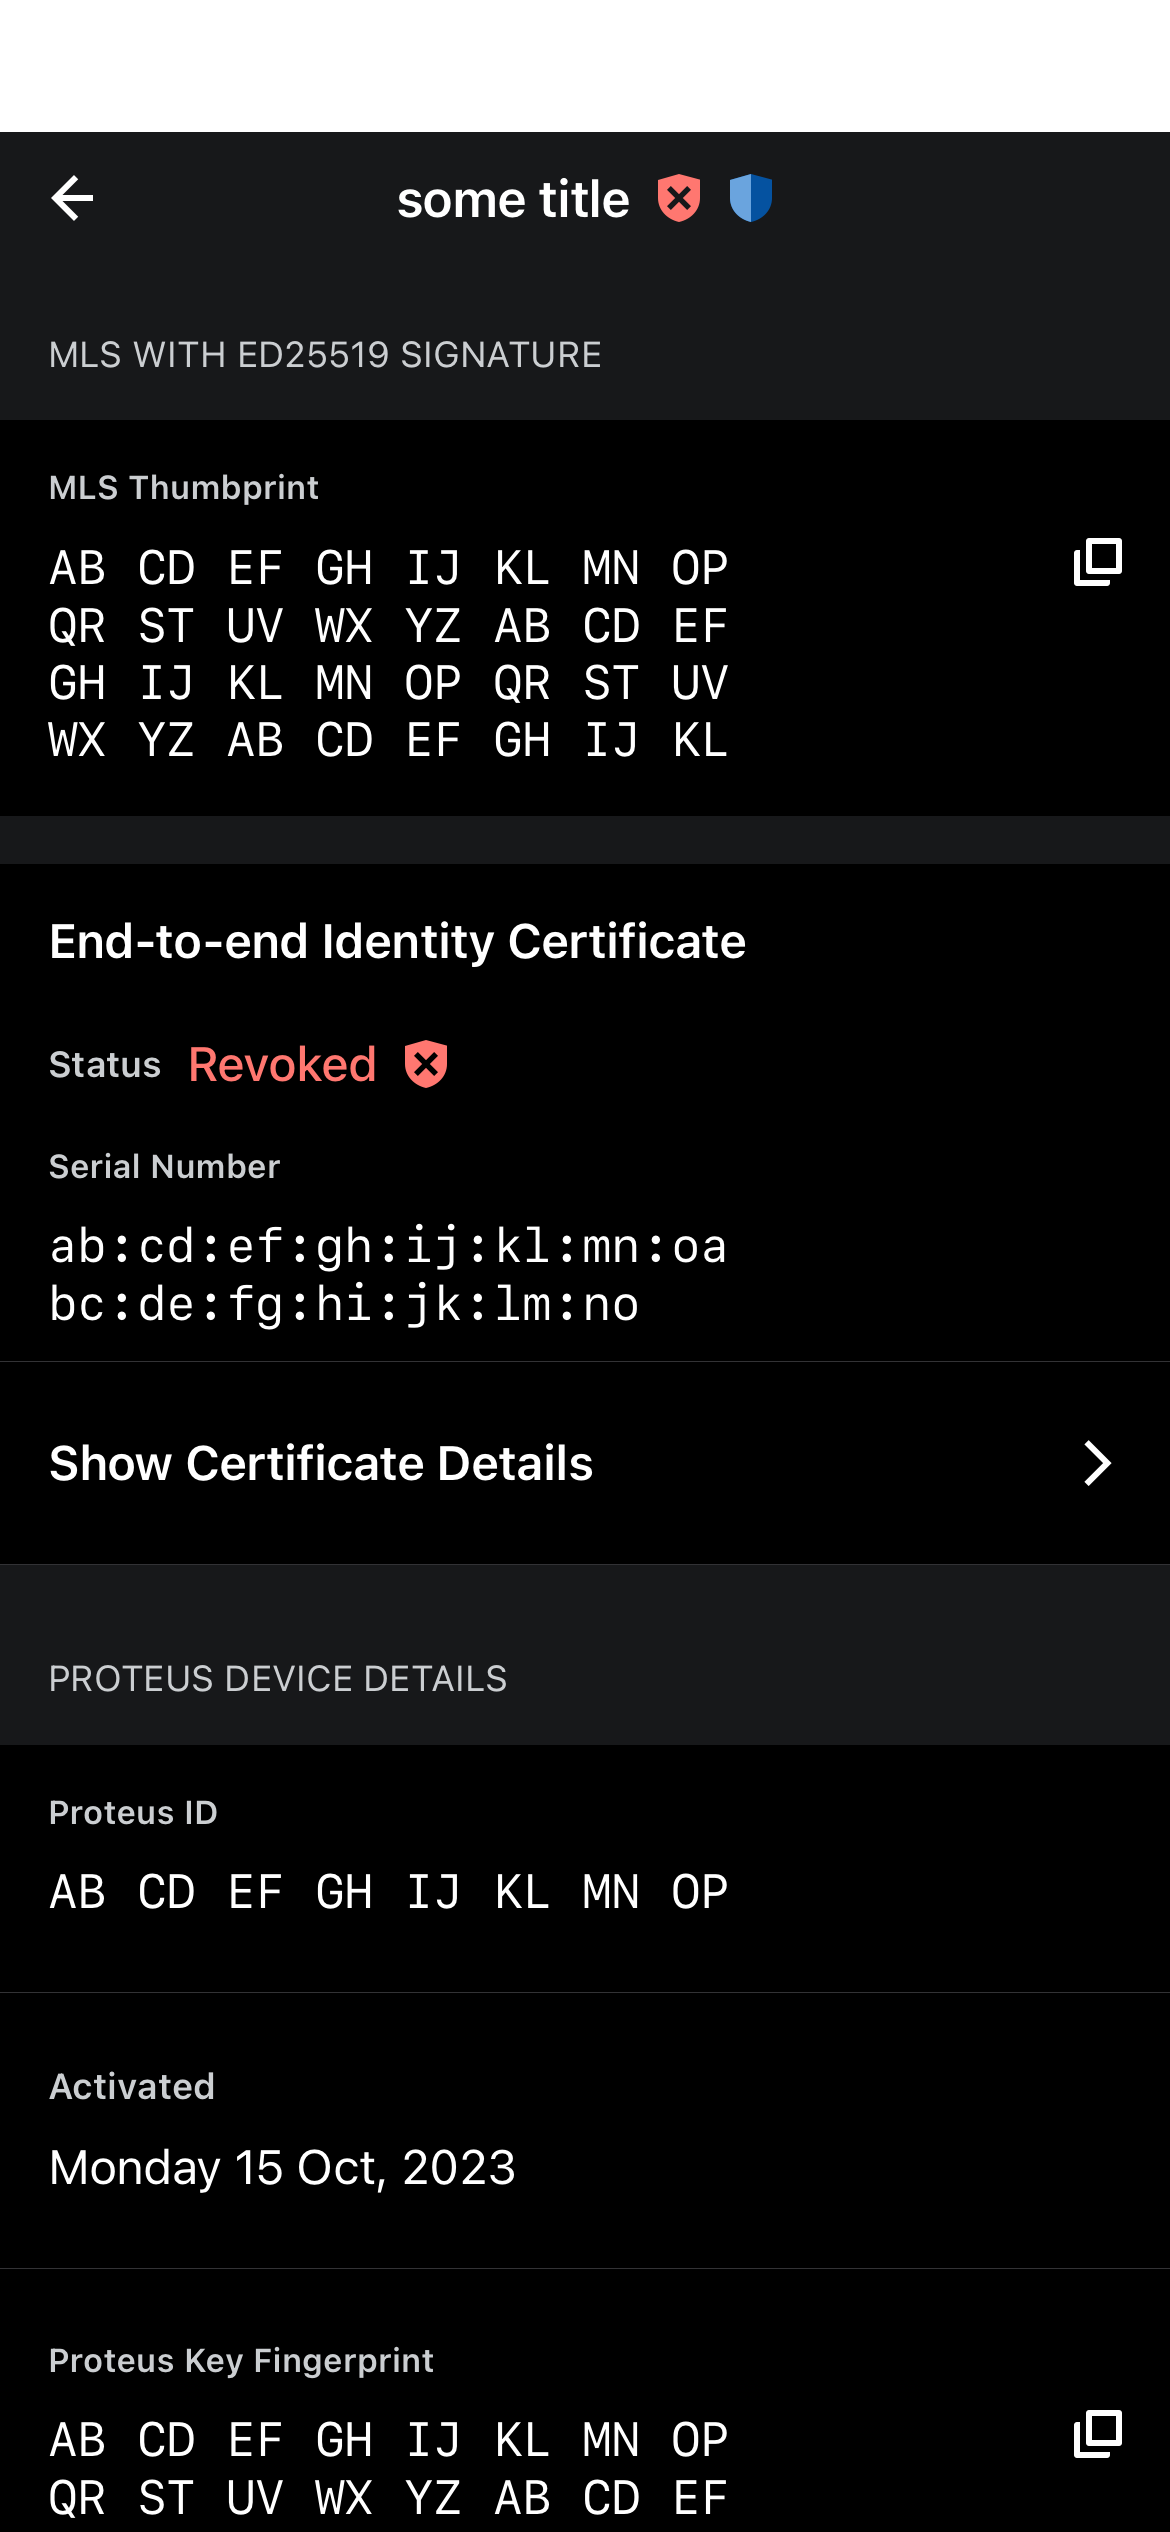 some title
MLS WITH ED25519 SIGNATURE
MLS Thumbprint
AB CD EF GH IJ KL MN OP
QR ST UV WX YZ AB CD EF
GH IJ KL MN OP QR ST UV
WX YZ AB CD EF GH IJ KL
End-to-end Identity Certificate
Status Revoked
Serial Number
ab:cd:ef:gh:ij:kl:mn:oa
bc:de:fg:hi:jk:lm:no
Show Certificate Details
PROTEUS DEVICE DETAILS
Proteus ID
AB CD EF GH IJ KL MN OP
Activated
Monday 15 Oct, 2023
Proteus Key Fingerprint
AB CD EF GH IJ KL MN OP
QR ST UV WX YZ AB CD EF